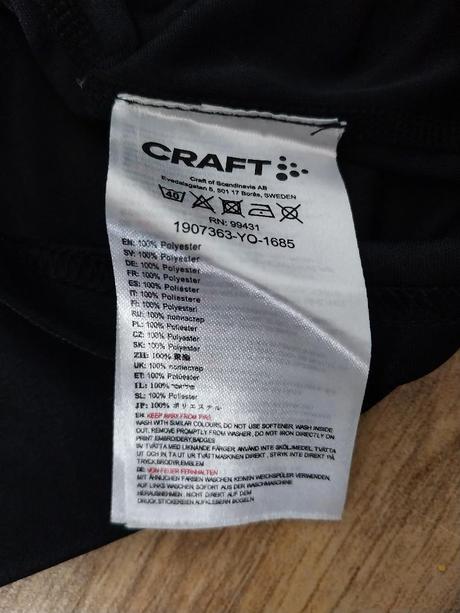 CRAFT
Craft of Scandinavia AB
Evedalsgatan 5, 501 17 Borås, SWEDEN
40
RN: 99431
1907363-YO-1685
EN: 100% Polyester
SV: 100% Polyester
DE: 100% Polyester
FR: 100% Polyester
ES: 100% Poliéster
IT: 100% Poliestere
FI: 100% Polyesteri
RU: 100% полиэстер
PL: 100% Poliester
CZ: 100% Polyester
SK: 100% Polyester
ZH: 100%
UK: 100% поліестер
ET: 100% Polüester
IL: 100%
SL: 100% Poliester
JP: 100% ポリエステル
EN: KEEP AWAY FROM FIRE
WASH WITH SIMILAR COLOURS, DO NOT USE SOFTENER, WASH INSIDE
OUT, REMOVE PROMPTLY FROM WASHER, DO NOT IRON DIRECTLY ON
PRINT EMBROIDERY,BADGES
SV TVÄTTA MED LIKNANDE FÄRGER, ANVÄND INTE SKÖLJMEDEL, TVÄTTA
UT OCH IN, TA UT UR TVÄTTMASKINEN DIREKT , STRYK INTE DIREKT PÅ
TRYCK,BRODYR,EMBLEM
DE: VON FEUER FERNHALTEN
MIT ÄHNLICHEN FARBEN WASCHEN, KEINEN WEICHSPÜLER VERWENDEN,
AUF LINKS WASCHEN, SOFORT AUS DER WASCHMASCHINE
HERAUSNEHMEN , NICHT DIREKT AUF DEM
DRUCK,STICKEREIEN AUFKLEBERN BÜGELN